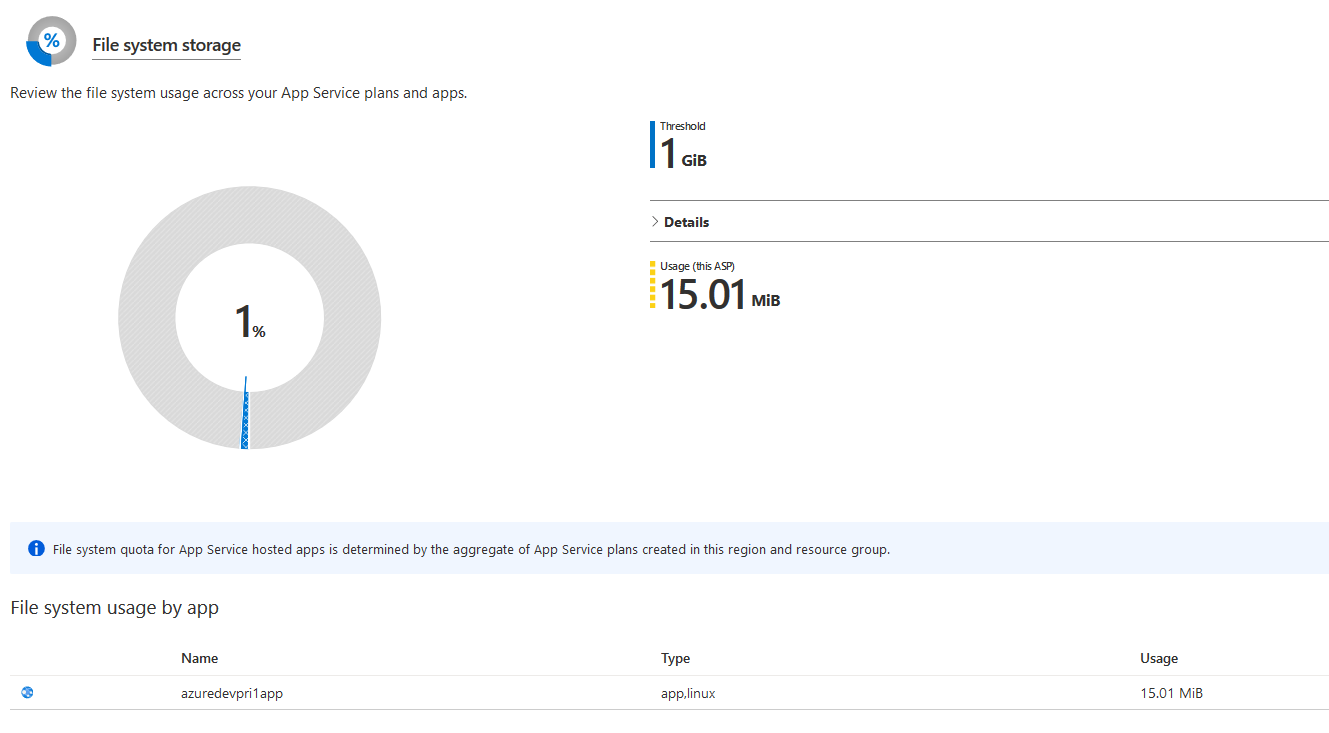 %
File system storage
Review the file system usage across your App Service plans and apps.
Threshold
1 GiB
Details
Usage (this ASP)
15.01 MiB
1%
File system quota for App Service hosted apps is determined by the aggregate of App Service plans created in this region and resource group.
File system usage by app
Name Type Usage
azuredevpri1app app,linux 15.01 MiB